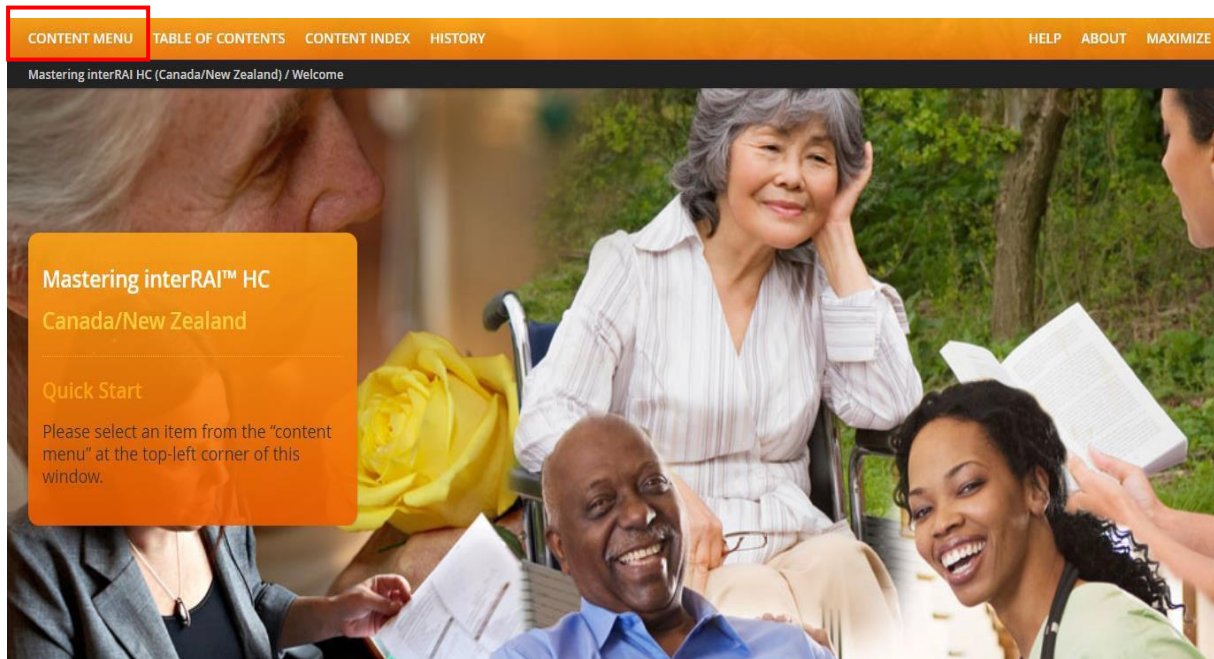 CONTENT MENU TABLE OF CONTENTS CONTENT INDEX HISTORY HELP ABOUT MAXIMIZE
Mastering interRAI HC (Canada/New Zealand) / Welcome
Mastering interRAI™ HC
Canada/New Zealand
Quick Start
Please select an item from the “content
menu” at the top-left corner of this
window.